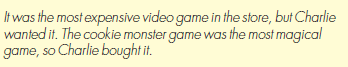 It was the most expensive video game in the store, but Charlie
wanted it. The cookie monster game was the most magical
game, so Charlie bought it.